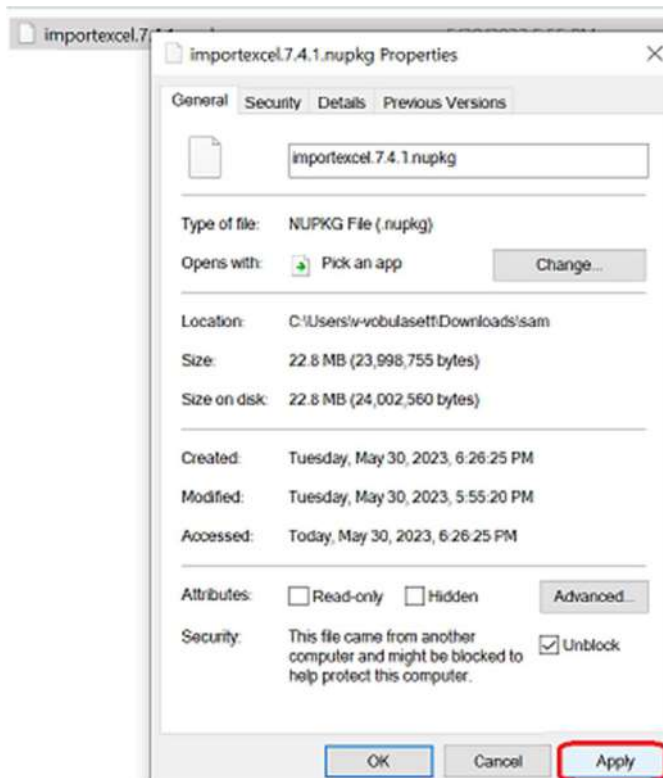 importexcel.7.4.1
importexcel.7.4.1.nupkg Properties
General Security Details Previous Versions
importexcel.7.4.1.nupkg
Type of file: NUPKG File (.nupkg)
Opens with: Pick an app Change...
Location: C:\Users\v-vobulasett\Downloads\sam
Size: 22.8 MB (23,998,755 bytes)
Size on disk: 22.8 MB (24,002,560 bytes)
Created: Tuesday, May 30, 2023, 6:26:25 PM
Modified: Tuesday, May 30, 2023, 5:55:20 PM
Accessed: Today, May 30, 2023, 6:26:25 PM
Attributes: Read-only Hidden Advanced...
Security: This file came from another
computer and might be blocked to
help protect this computer.
Unblock
OK Cancel Apply